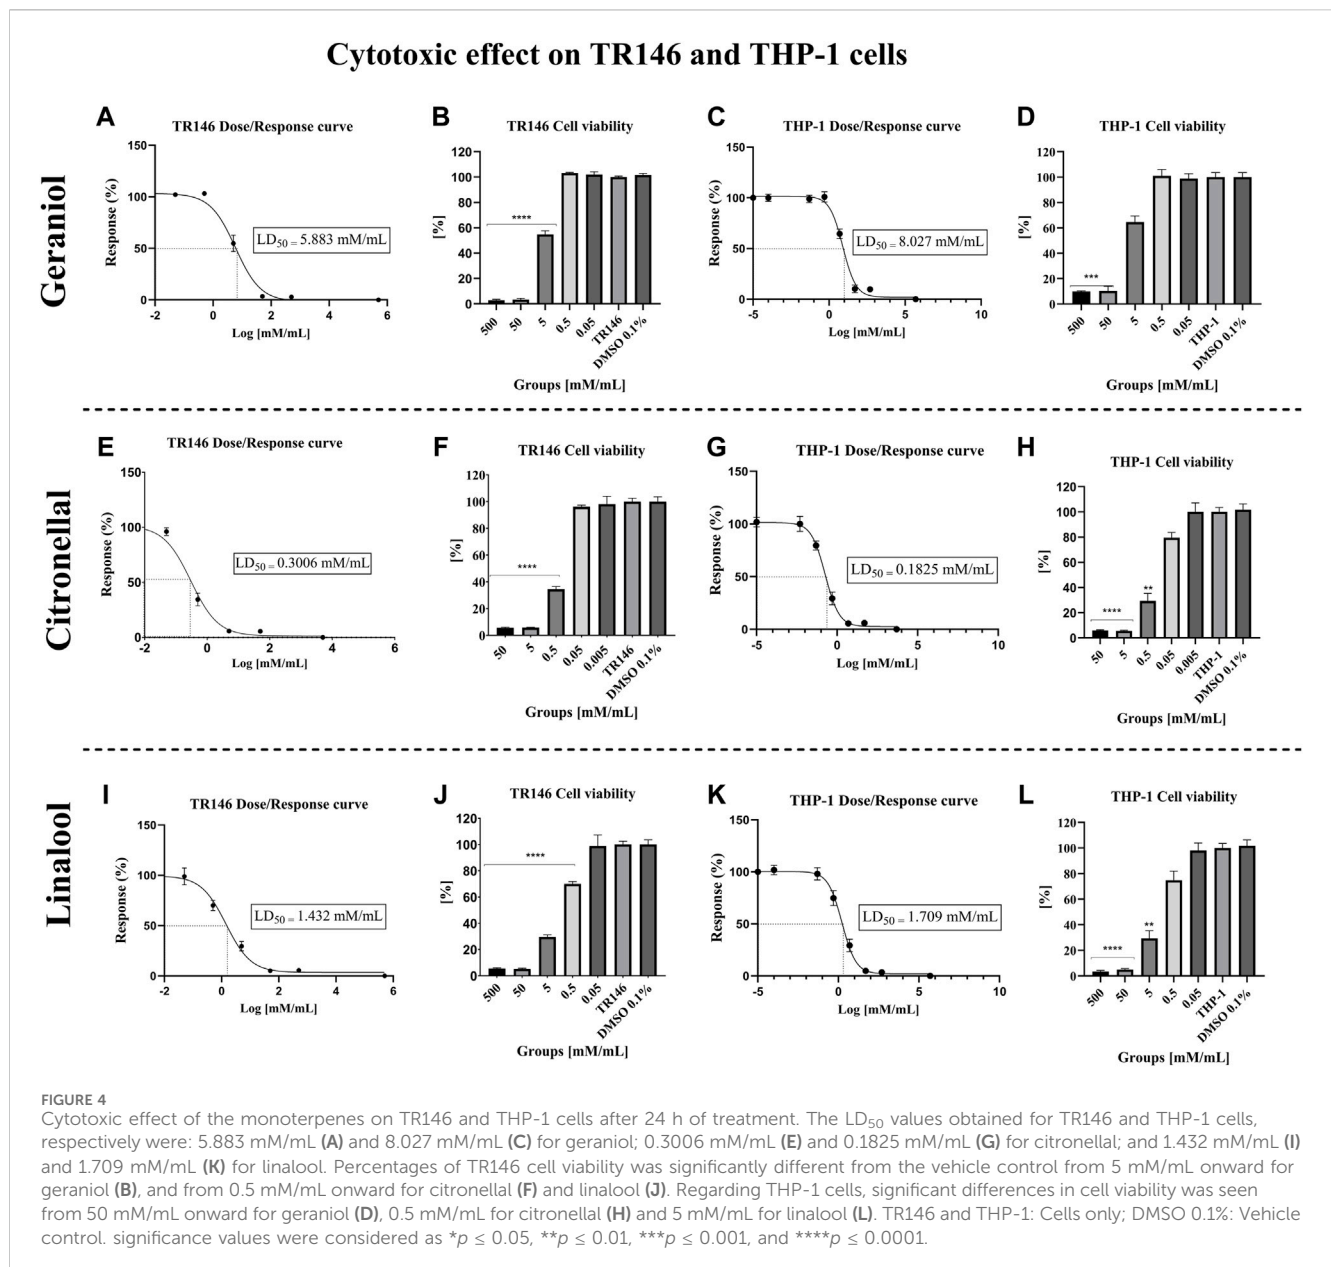 Cytotoxic effect on TR146 and THP-1 cells
Geraniol
A
TR146 Dose/Response curve
Response (%)
150
100
50
0
LD50 = 5.883 mM/mL
-2 0 2 4 6
Log [mM/mL]
B
TR146 Cell viability
[%]
120
100
80
60
40
20
0
****
500 50 5 0.5 0.05 TR146 DMSO 0.1%
Groups [mM/mL]
C
THP-1 Dose/Response curve
Response (%)
150
100
50
0
LD50 = 8.027 mM/mL
-5 0 5 10
Log [mM/mL]
D
THP-1 Cell viability
[%]
120
100
80
60
40
20
0
***
500 50 5 0.5 0.05 THP-1 DMSO 0.1%
Groups [mM/mL]
Citronellal
E
TR146 Dose/Response curve
Response (%)
150
100
50
0
LD50 = 0.3006 mM/mL
-2 0 2 4 6
Log [mM/mL]
F
TR146 Cell viability
[%]
120
100
80
60
40
20
0
****
50 5 0.5 0.05 0.005 TR146 DMSO 0.1%
Groups [mM/mL]
G
THP-1 Dose/Response curve
Response (%)
150
100
50
0
LD50 = 0.1825 mM/mL
-5 0 5 10
Log [mM/mL]
H
THP-1 Cell viability
[%]
120
100
80
60
40
20
0
**** **
50 5 0.5 0.05 0.005 THP-1 DMSO 0.1%
Groups [mM/mL]
Linalool
I
TR146 Dose/Response curve
Response (%)
150
100
50
0
LD50 = 1.432 mM/mL
-2 0 2 4 6
Log [mM/mL]
J
TR146 Cell viability
[%]
120
100
80
60
40
20
0
****
500 50 5 0.5 0.05 TR146 DMSO 0.1%
Groups [mM/mL]
K
THP-1 Dose/Response curve
Response (%)
150
100
50
0
LD50 = 1.709 mM/mL
-5 0 5 10
Log [mM/mL]
L
THP-1 Cell viability
[%]
120
100
80
60
40
20
0
**** **
500 50 5 0.5 0.05 THP-1 DMSO 0.1%
Groups [mM/mL]
FIGURE 4
Cytotoxic effect of the monoterpenes on TR146 and THP-1 cells after 24 h of treatment. The LD50 values obtained for TR146 and THP-1 cells,
respectively were: 5.883 mM/mL (A) and 8.027 mM/mL (C) for geraniol; 0.3006 mM/mL (E) and 0.1825 mM/mL (G) for citronellal; and 1.432 mM/mL (I)
and 1.709 mM/mL (K) for linalool. Percentages of TR146 cell viability was significantly different from the vehicle control from 5 mM/mL onward for
geraniol (B), and from 0.5 mM/mL onward for citronellal (F) and linalool (J). Regarding THP-1 cells, significant differences in cell viability was seen
from 50 mM/mL onward for geraniol (D), 0.5 mM/mL for citronellal (H) and 5 mM/mL for linalool (L). TR146 and THP-1: Cells only; DMSO 0.1%: Vehicle
control. significance values were considered as *p ≤ 0.05, **p ≤ 0.01, ***p ≤ 0.001, and ****p ≤ 0.0001.